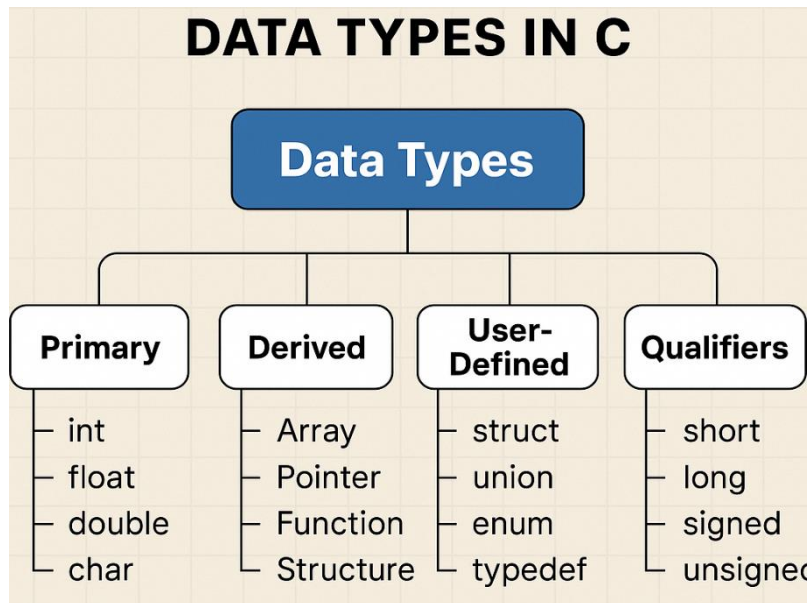 DATA TYPES IN C
Data Types
Primary
int
float
double
char
Derived
Array
Pointer
Function
Structure
User-
Defined
struct
union
enum
typedef
Qualifiers
short
long
signed
unsigned